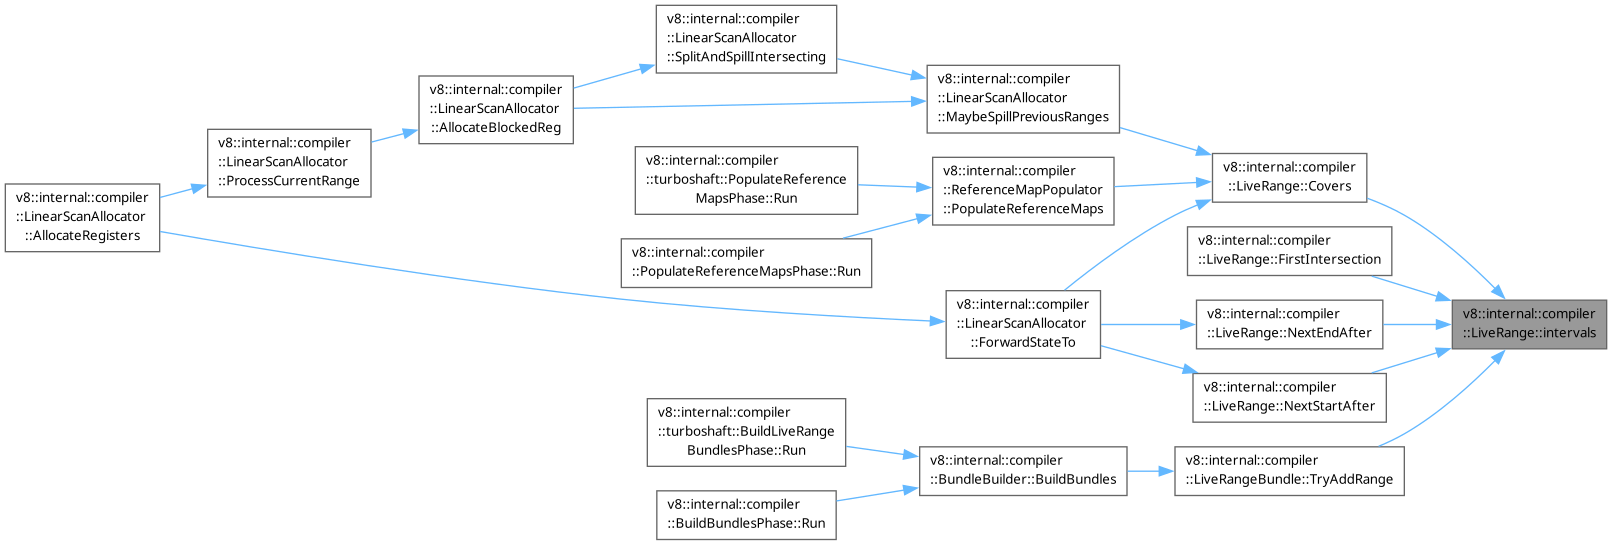 v8::internal::compiler
::LinearScanAllocator
::SplitAndSpillIntersecting
v8::internal::compiler
::LinearScanAllocator
::MaybeSpillPreviousRanges
v8::internal::compiler
::LinearScanAllocator
::AllocateBlockedReg
v8::internal::compiler
::LinearScanAllocator
::ProcessCurrentRange
v8::internal::compiler
::turboshaft::PopulateReference
MapsPhase::Run
v8::internal::compiler
::ReferenceMapPopulator
::PopulateReferenceMaps
v8::internal::compiler
::LiveRange::Covers
v8::internal::compiler
::LinearScanAllocator
::AllocateRegisters
v8::internal::compiler
::PopulateReferenceMapsPhase::Run
v8::internal::compiler
::LiveRange::FirstIntersection
v8::internal::compiler
::LinearScanAllocator
::ForwardStateTo
v8::internal::compiler
::LiveRange::NextEndAfter
v8::internal::compiler
::LiveRange::intervals
v8::internal::compiler
::LiveRange::NextStartAfter
v8::internal::compiler
::turboshaft::BuildLiveRange
BundlesPhase::Run
v8::internal::compiler
::BundleBuilder::BuildBundles
v8::internal::compiler
::LiveRangeBundle::TryAddRange
v8::internal::compiler
::BuildBundlesPhase::Run